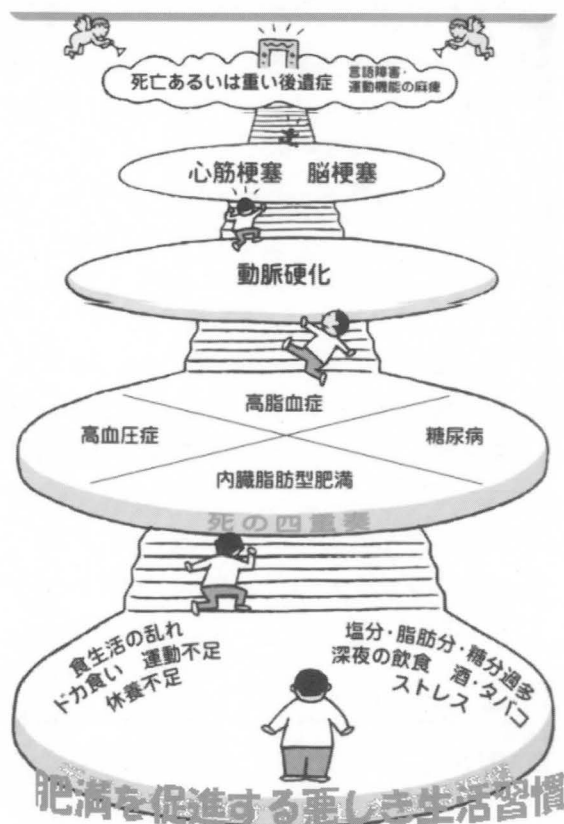 死亡あるいは重い後遺症
言語障害・
運動機能の麻痺
心筋梗塞 脳梗塞
動脈硬化
高脂血症
高血圧症
糖尿病
内臓脂肪型肥満
死の四重奏
食生活の乱れ
ドカ食い 運動不足
休養不足
塩分・脂肪分・糖分過多
深夜の飲食 酒・タバコ
ストレス
肥満を促進する悪しき生活習慣